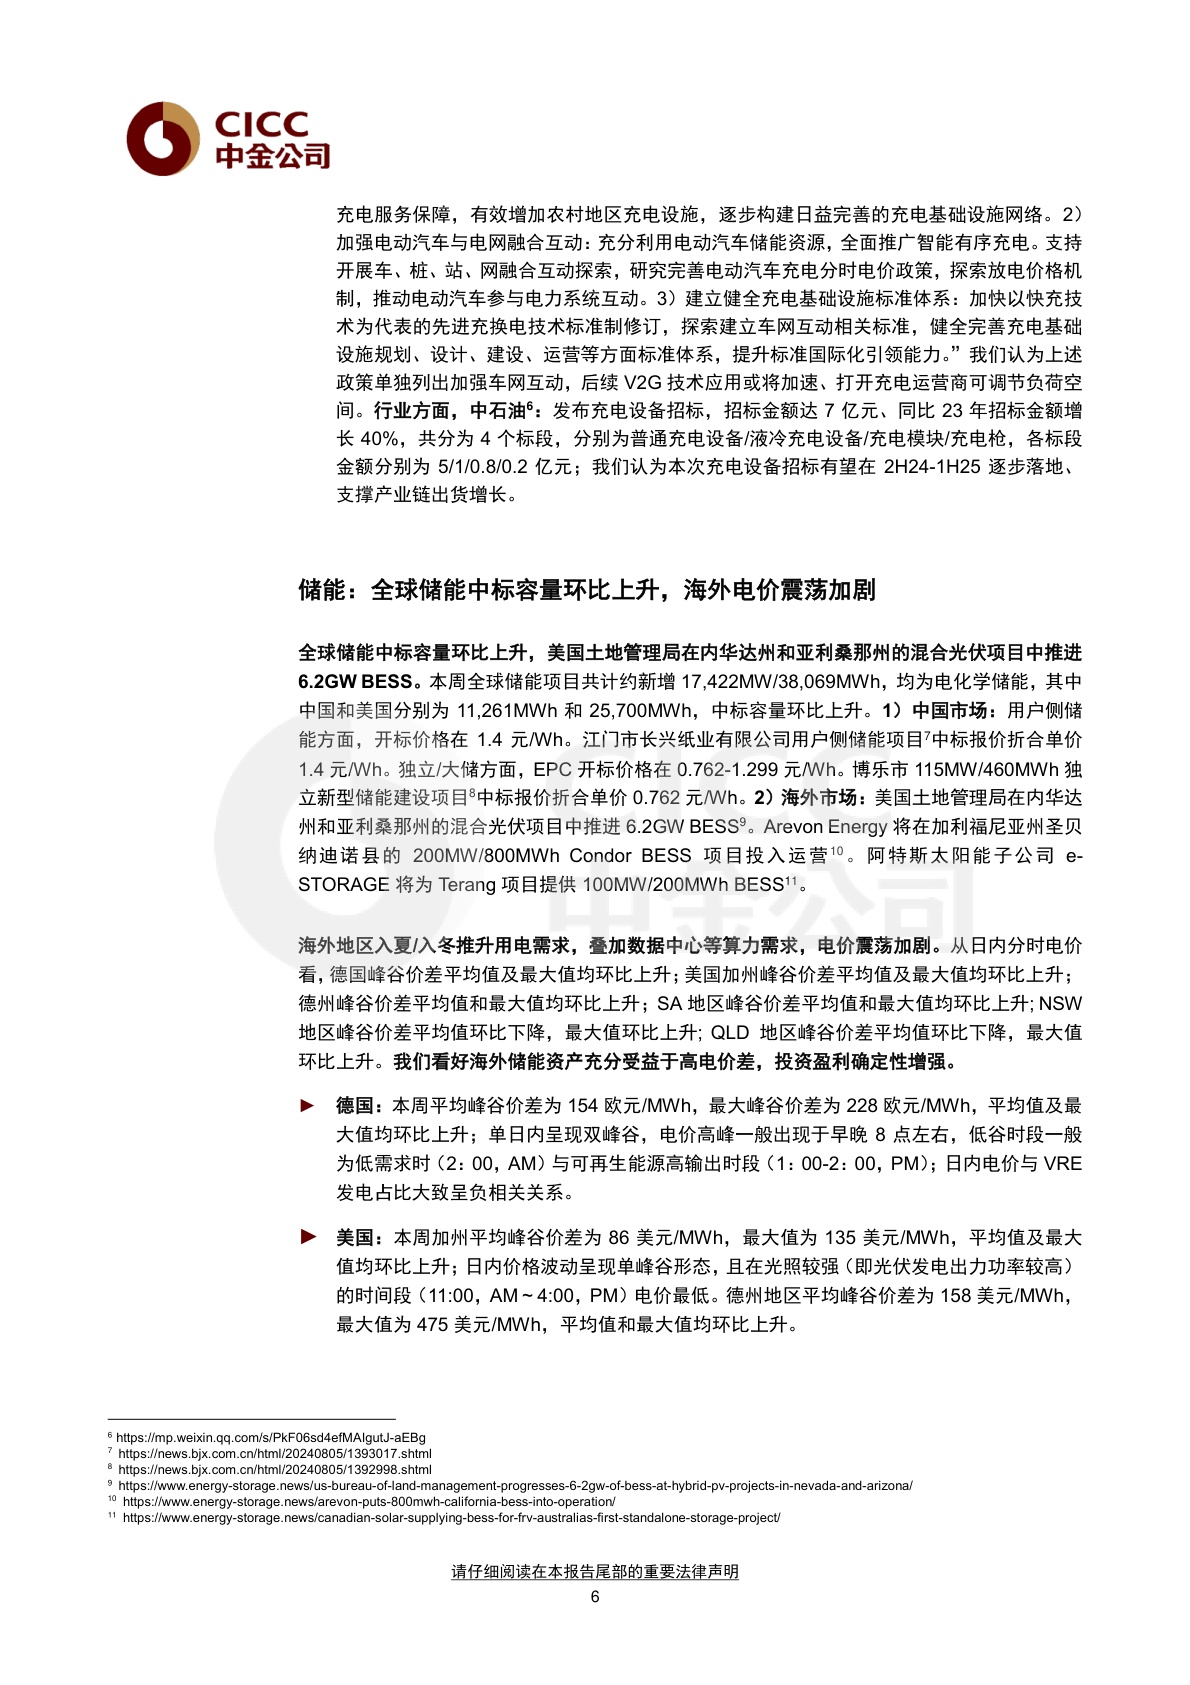 CICC
中金公司
充电服务保障，有效增加农村地区充电设施，逐步构建日益完善的充电基础设施网络。2）
加强电动汽车与电网融合互动：充分利用电动汽车储能资源，全面推广智能有序充电。支持
开展车、桩、站、网融合互动探索，研究完善电动汽车充电分时电价政策，探索放电价格机
制，推动电动汽车参与电力系统互动。3）建立健全充电基础设施标准体系：加快以快充技
术为代表的先进充换电技术标准制修订，探索建立车网互动相关标准，健全完善充电基础
设施规划、设计、建设、运营等方面标准体系，提升标准国际化引领能力。”我们认为上述
政策单独列出加强车网互动，后续 V2G 技术应用或将加速、打开充电运营商可调节负荷空
间。行业方面，中石油⁶：发布充电设备招标，招标金额达 7 亿元、同比 23 年招标金额增
长 40%，共分为 4 个标段，分别为普通充电设备/液冷充电设备/充电模块/充电枪，各标段
金额分别为 5/1/0.8/0.2 亿元；我们认为本次充电设备招标有望在 2H24-1H25 逐步落地、
支撑产业链出货增长。
储能：全球储能中标容量环比上升，海外电价震荡加剧
全球储能中标容量环比上升，美国土地管理局在内华达州和亚利桑那州的混合光伏项目中推进
6.2GW BESS。本周全球储能项目共计约新增 17,422MW/38,069MWh，均为电化学储能，其中
中国和美国分别为 11,261MWh 和 25,700MWh，中标容量环比上升。1）中国市场：用户侧储
能方面，开标价格在 1.4 元/Wh。江门市长兴纸业有限公司用户侧储能项目⁷中标报价折合单价
1.4 元/Wh。独立/大储方面，EPC 开标价格在 0.762-1.299 元/Wh。博乐市 115MW/460MWh 独
立新型储能建设项目⁸中标报价折合单价 0.762 元/Wh。2）海外市场：美国土地管理局在内华达
州和亚利桑那州的混合光伏项目中推进 6.2GW BESS⁹。Arevon Energy 将在加利福尼亚州圣贝
纳迪诺县的 200MW/800MWh Condor BESS 项目投入运营¹⁰。阿特斯太阳能子公司 e-
STORAGE 将为 Terang 项目提供 100MW/200MWh BESS¹¹。
海外地区入夏/入冬推升用电需求，叠加数据中心等算力需求，电价震荡加剧。从日内分时电价
看，德国峰谷价差平均值及最大值均环比上升；美国加州峰谷价差平均值及最大值均环比上升；
德州峰谷价差平均值和最大值均环比上升；SA 地区峰谷价差平均值和最大值均环比上升；NSW
地区峰谷价差平均值环比下降，最大值环比上升；QLD 地区峰谷价差平均值环比下降，最大值
环比上升。我们看好海外储能资产充分受益于高电价差，投资盈利确定性增强。
► 德国：本周平均峰谷价差为 154 欧元/MWh，最大峰谷价差为 228 欧元/MWh，平均值及最
大值均环比上升；单日内呈现双峰谷，电价高峰一般出现于早晚 8 点左右，低谷时段一般
为低需求时（2：00，AM）与可再生能源高输出时段（1：00-2：00，PM）；日内电价与 VRE
发电占比大致呈负相关关系。
► 美国：本周加州平均峰谷价差为 86 美元/MWh，最大值为 135 美元/MWh，平均值及最大
值均环比上升；日内价格波动呈现单峰谷形态，且在光照较强（即光伏发电出力功率较高）
的时间段（11:00，AM～4:00，PM）电价最低。德州地区平均峰谷价差为 158 美元/MWh，
最大值为 475 美元/MWh，平均值和最大值均环比上升。
⁶ https://mp.weixin.qq.com/s/PkF06sd4efMAIgutJ-aEBg
⁷ https://news.bjx.com.cn/html/20240805/1393017.shtml
⁸ https://news.bjx.com.cn/html/20240805/1392998.shtml
⁹ https://www.energy-storage.news/us-bureau-of-land-management-progresses-6-2gw-of-bess-at-hybrid-pv-projects-in-nevada-and-arizona/
¹⁰ https://www.energy-storage.news/arevon-puts-800mwh-california-bess-into-operation/
¹¹ https://www.energy-storage.news/canadian-solar-supplying-bess-for-frv-australias-first-standalone-storage-project/
请仔细阅读在本报告尾部的重要法律声明
6